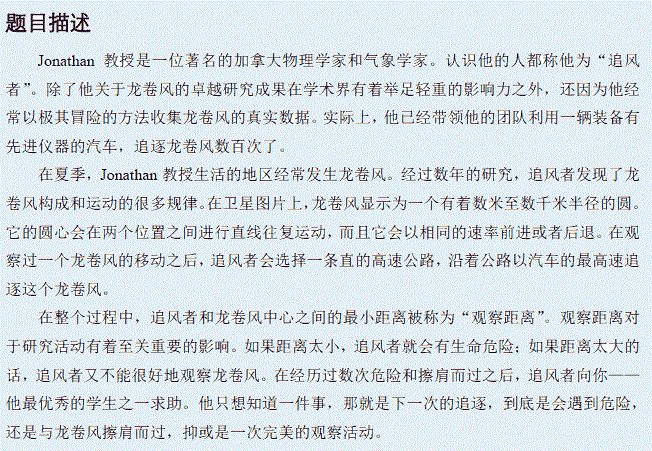 题目描述
Jonathan 教授是一位著名的加拿大物理学家和气象学家。认识他的人都称他为“追风
者”。除了他关于龙卷风的卓越研究成果在学术界有着举足轻重的影响力之外，还因为他经
常以极其冒险的方法收集龙卷风的真实数据。实际上，他已经带领他的团队利用一辆装备有
先进仪器的汽车，追逐龙卷风数百次了。
在夏季，Jonathan 教授生活的地区经常发生龙卷风。经过数年的研究，追风者发现了龙
卷风构成和运动的很多规律。在卫星图片上，龙卷风显示为一个有着数米至数千米半径的圆。
它的圆心会在两个位置之间进行直线往复运动，而且它会以相同的速率前进或者后退。在观
察过一个龙卷风的移动之后，追风者会选择一条直的高速公路，沿着公路以汽车的最高速追
逐这个龙卷风。
在整个过程中，追风者和龙卷风中心之间的最小距离被称为“观察距离”。观察距离对
于研究活动有着至关重要的影响。如果距离太小，追风者就会有生命危险；如果距离太大的
话，追风者又不能很好地观察龙卷风。在经历过数次危险和擦肩而过之后，追风者向你——
他最优秀的学生之一求助。他只想知道一件事，那就是下一次的追逐，到底是会遇到危险，
还是与龙卷风擦肩而过，抑或是一次完美的观察活动。